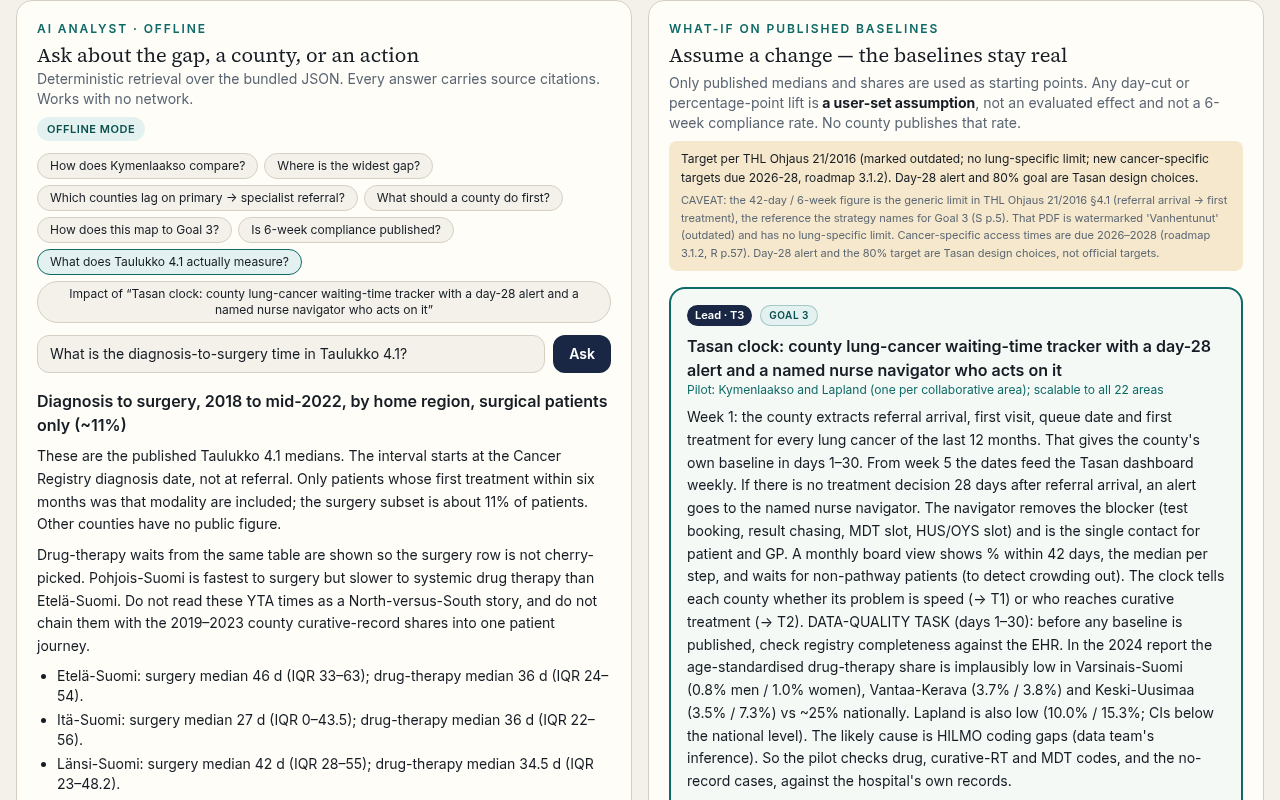 AI ANALYST · OFFLINE
Ask about the gap, a county, or an action
Deterministic retrieval over the bundled JSON. Every answer carries source citations.
Works with no network.
OFFLINE MODE
How does Kymenlaakso compare?
Where is the widest gap?
Which counties lag on primary → specialist referral?
What should a county do first?
How does this map to Goal 3?
Is 6-week compliance published?
What does Taulukko 4.1 actually measure?
Impact of “Tasan clock: county lung-cancer waiting-time tracker with a day-28 alert and a
named nurse navigator who acts on it”
What is the diagnosis-to-surgery time in Taulukko 4.1?
Ask
Diagnosis to surgery, 2018 to mid-2022, by home region, surgical patients
only (~11%)
These are the published Taulukko 4.1 medians. The interval starts at the Cancer
Registry diagnosis date, not at referral. Only patients whose first treatment within six
months was that modality are included; the surgery subset is about 11% of patients.
Other counties have no public figure.
Drug-therapy waits from the same table are shown so the surgery row is not cherry-
picked. Pohjois-Suomi is fastest to surgery but slower to systemic drug therapy than
Etelä-Suomi. Do not read these YTA times as a North-versus-South story, and do not
chain them with the 2019–2023 county curative-record shares into one patient
journey.
• Etelä-Suomi: surgery median 46 d (IQR 33–63); drug-therapy median 36 d (IQR 24–
54).
• Itä-Suomi: surgery median 27 d (IQR 0–43.5); drug-therapy median 36 d (IQR 22–
56).
• Länsi-Suomi: surgery median 42 d (IQR 28–55); drug-therapy median 34.5 d (IQR
23–48.2).
WHAT-IF ON PUBLISHED BASELINES
Assume a change — the baselines stay real
Only published medians and shares are used as starting points. Any day-cut or
percentage-point lift is a user-set assumption, not an evaluated effect and not a 6-
week compliance rate. No county publishes that rate.
Target per THL Ohjaus 21/2016 (marked outdated; no lung-specific limit; new cancer-specific
targets due 2026-28, roadmap 3.1.2). Day-28 alert and 80% goal are Tasan design choices.
CAVEAT: the 42-day / 6-week figure is the generic limit in THL Ohjaus 21/2016 §4.1 (referral arrival → first
treatment), the reference the strategy names for Goal 3 (S p.5). That PDF is watermarked 'Vanhentunut'
(outdated) and has no lung-specific limit. Cancer-specific access times are due 2026–2028 (roadmap
3.1.2, R p.57). Day-28 alert and the 80% target are Tasan design choices, not official targets.
Lead · T3
GOAL 3
Tasan clock: county lung-cancer waiting-time tracker with a day-28
alert and a named nurse navigator who acts on it
Pilot: Kymenlaakso and Lapland (one per collaborative area); scalable to all 22 areas
Week 1: the county extracts referral arrival, first visit, queue date and first
treatment for every lung cancer of the last 12 months. That gives the county's
own baseline in days 1–30. From week 5 the dates feed the Tasan dashboard
weekly. If there is no treatment decision 28 days after referral arrival, an alert
goes to the named nurse navigator. The navigator removes the blocker (test
booking, result chasing, MDT slot, HUS/OYS slot) and is the single contact for
patient and GP. A monthly board view shows % within 42 days, the median per
step, and waits for non-pathway patients (to detect crowding out). The clock tells
each county whether its problem is speed (→ T1) or who reaches curative
treatment (→ T2). DATA-QUALITY TASK (days 1–30): before any baseline is
published, check registry completeness against the EHR. In the 2024 report the
age-standardised drug-therapy share is implausibly low in Varsinais-Suomi
(0.8% men / 1.0% women), Vantaa-Kerava (3.7% / 3.8%) and Keski-Uusimaa
(3.5% / 7.3%) vs ~25% nationally. Lapland is also low (10.0% / 15.3%; CIs below
the national level). The likely cause is HILMO coding gaps (data team's
inference). So the pilot checks drug, curative-RT and MDT codes, and the no-
record cases, against the hospital's own records.